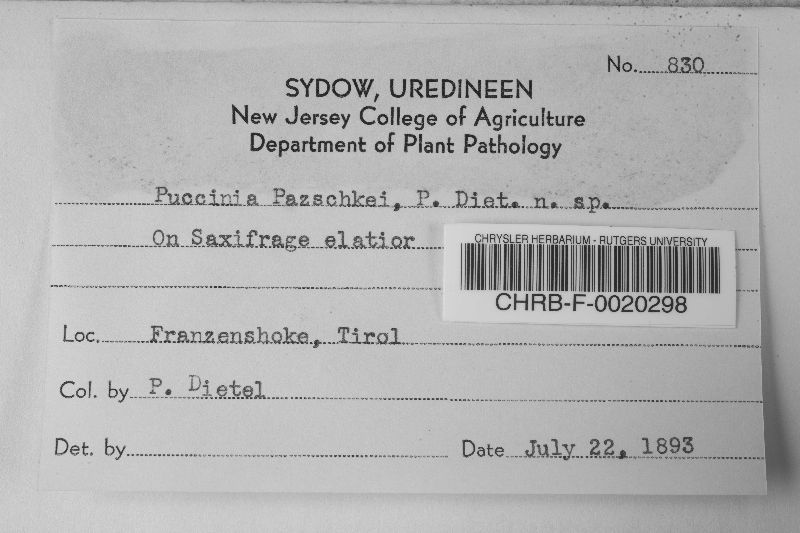 No. 830
SYDOW, UREDINEEN
New Jersey College of Agriculture
Department of Plant Pathology
Puccinia Pazschkei, P. Diet. n. sp.
On Saxifrage elatior
CHRYSLER HERBARIUM - RUTGERS UNIVERSITY
CHRB-F-0020298
Loc. Franzenshoke, Tirol
Col. by P. Dietel
Det. by
Date July 22, 1893